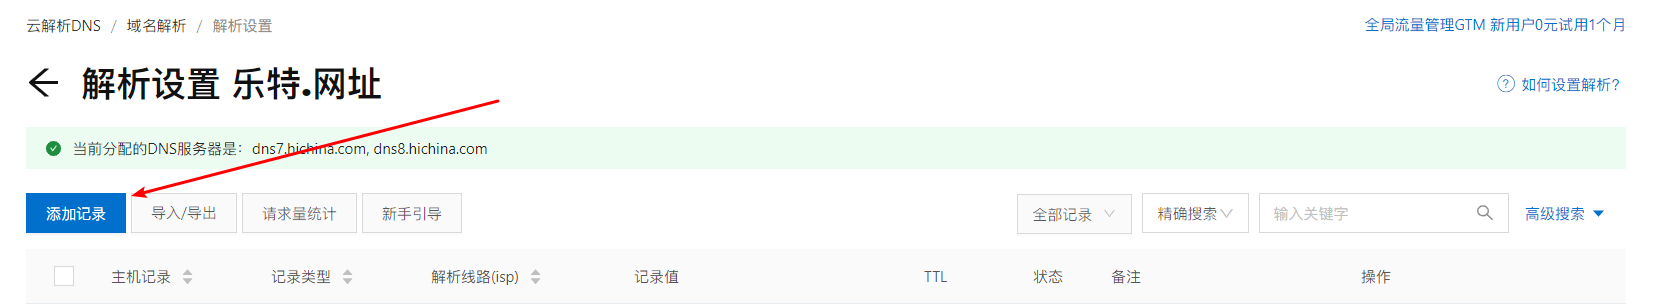 云解析DNS / 域名解析 / 解析设置
全局流量管理GTM 新用户0元试用1个月
解析设置 乐特.网址
如何设置解析?
当前分配的DNS服务器是: dns7.hichina.com, dns8.hichina.com
添加记录 导入/导出 请求量统计 新手引导 全部记录 精确搜索 输入关键字 高级搜索
主机记录 记录类型 解析线路(isp) 记录值 TTL 状态 备注 操作